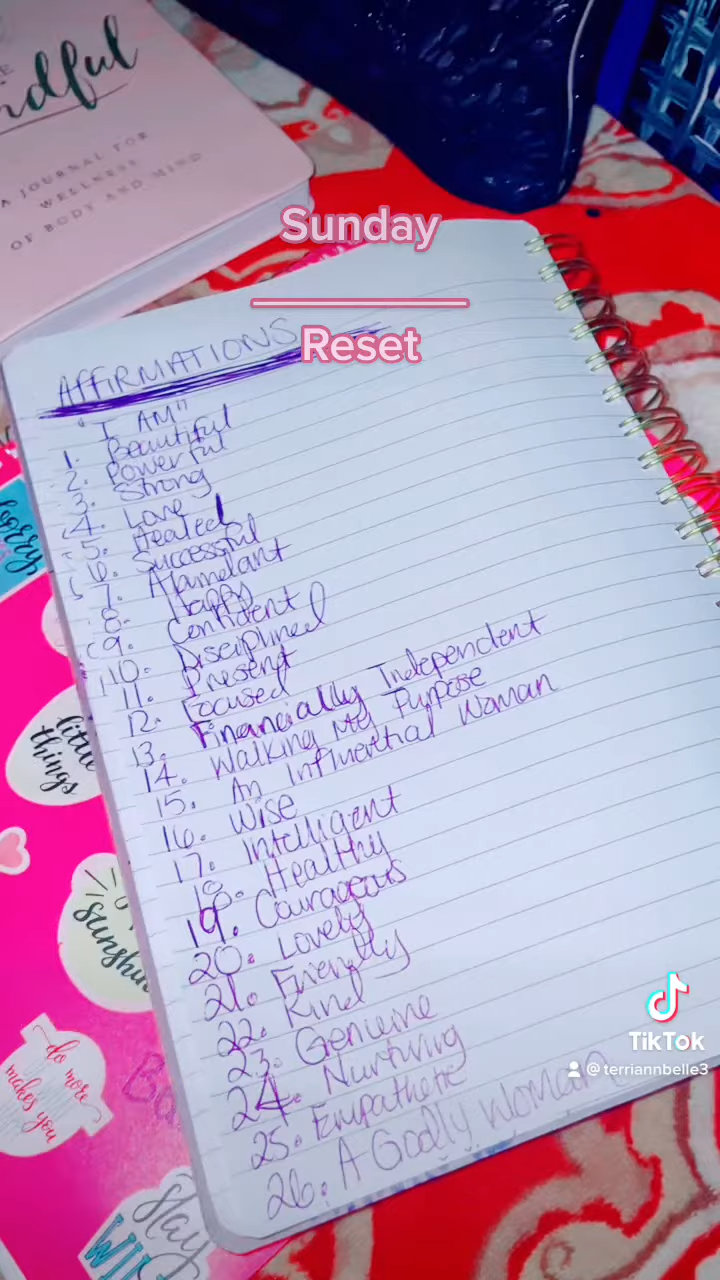 ndful
A JOURNAL FOR
WELLNESS
OF BODY AND MIND
Sunday
Reset
AFFIRMATIONS
"I AM"
1. Beautiful
2. Powerful
3. Strong
4. Love
5. Healed
6. Successful
7. Abundant
8. Happy
9. Confident
10. Disciplined
11. Present
12. Focused
13. Financially Independent
14. Walking My Purpose
15. An Influential Woman
16. Wise
17. Intelligent
18. Healthy
19. Courageous
20. Lovely
21. Friendly
22. Kind
23. Genuine
24. Nurturing
25. Empathetic
26. A Godly Woman
little
things
sunshin
do more
makes you
stay
TikTok
@terriannbelle3